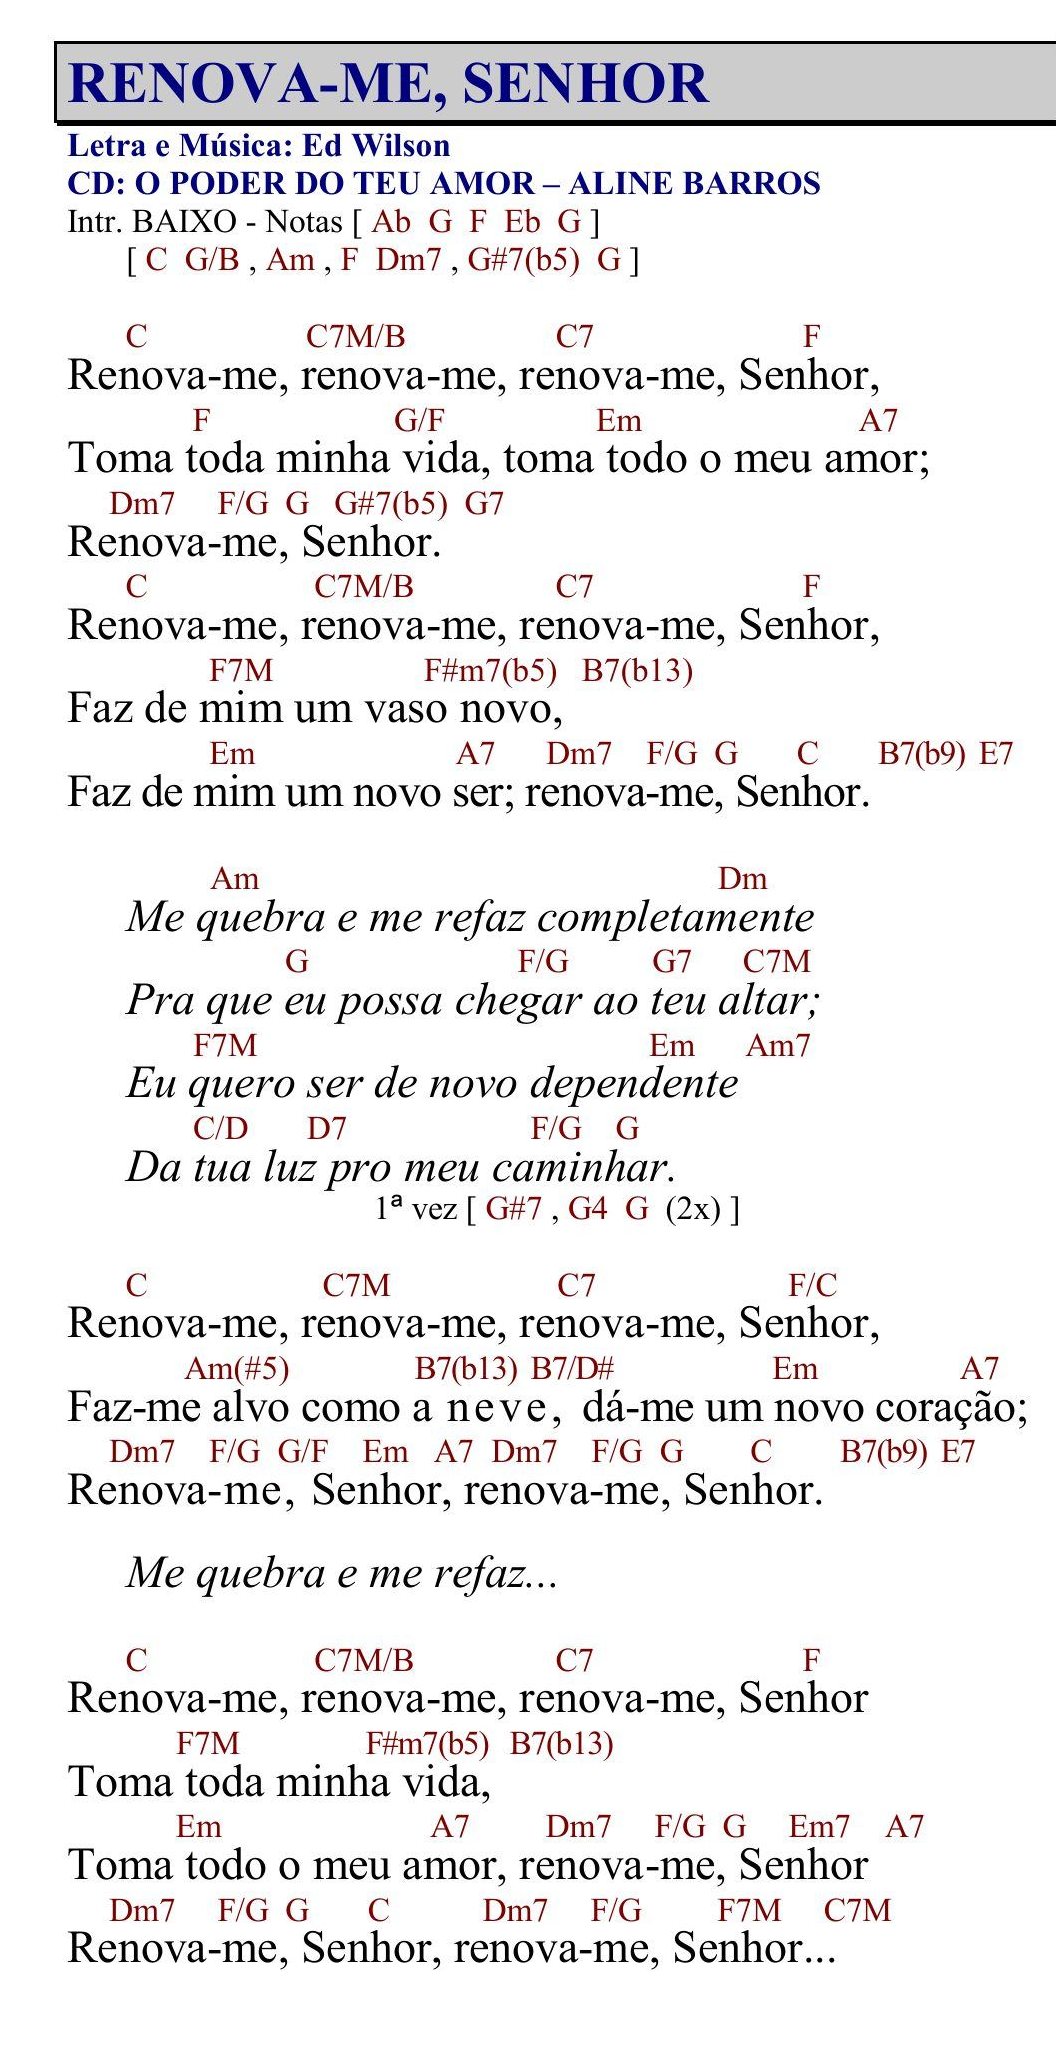 RENOVA-ME, SENHOR
Letra e Música: Ed Wilson
CD: O PODER DO TEU AMOR – ALINE BARROS
Intr. BAIXO - Notas [ Ab G F Eb G ]
[ C G/B , Am , F Dm7 , G#7(b5) G ]
C C7M/B C7 F
Renova-me, renova-me, renova-me, Senhor,
F G/F Em A7
Toma toda minha vida, toma todo o meu amor;
Dm7 F/G G G#7(b5) G7
Renova-me, Senhor.
C C7M/B C7 F
Renova-me, renova-me, renova-me, Senhor,
F7M F#m7(b5) B7(b13)
Faz de mim um vaso novo,
Em A7 Dm7 F/G G C B7(b9) E7
Faz de mim um novo ser; renova-me, Senhor.
Am Dm
Me quebra e me refaz completamente
G F/G G7 C7M
Pra que eu possa chegar ao teu altar;
F7M Em Am7
Eu quero ser de novo dependente
C/D D7 F/G G
Da tua luz pro meu caminhar.
1ª vez [ G#7 , G4 G (2x) ]
C C7M C7 F/C
Renova-me, renova-me, renova-me, Senhor,
Am(#5) B7(b13) B7/D# Em A7
Faz-me alvo como a neve, dá-me um novo coração;
Dm7 F/G G/F Em A7 Dm7 F/G G C B7(b9) E7
Renova-me, Senhor, renova-me, Senhor.
Me quebra e me refaz...
C C7M/B C7 F
Renova-me, renova-me, renova-me, Senhor
F7M F#m7(b5) B7(b13)
Toma toda minha vida,
Em A7 Dm7 F/G G Em7 A7
Toma todo o meu amor, renova-me, Senhor
Dm7 F/G G C Dm7 F/G F7M C7M
Renova-me, Senhor, renova-me, Senhor...